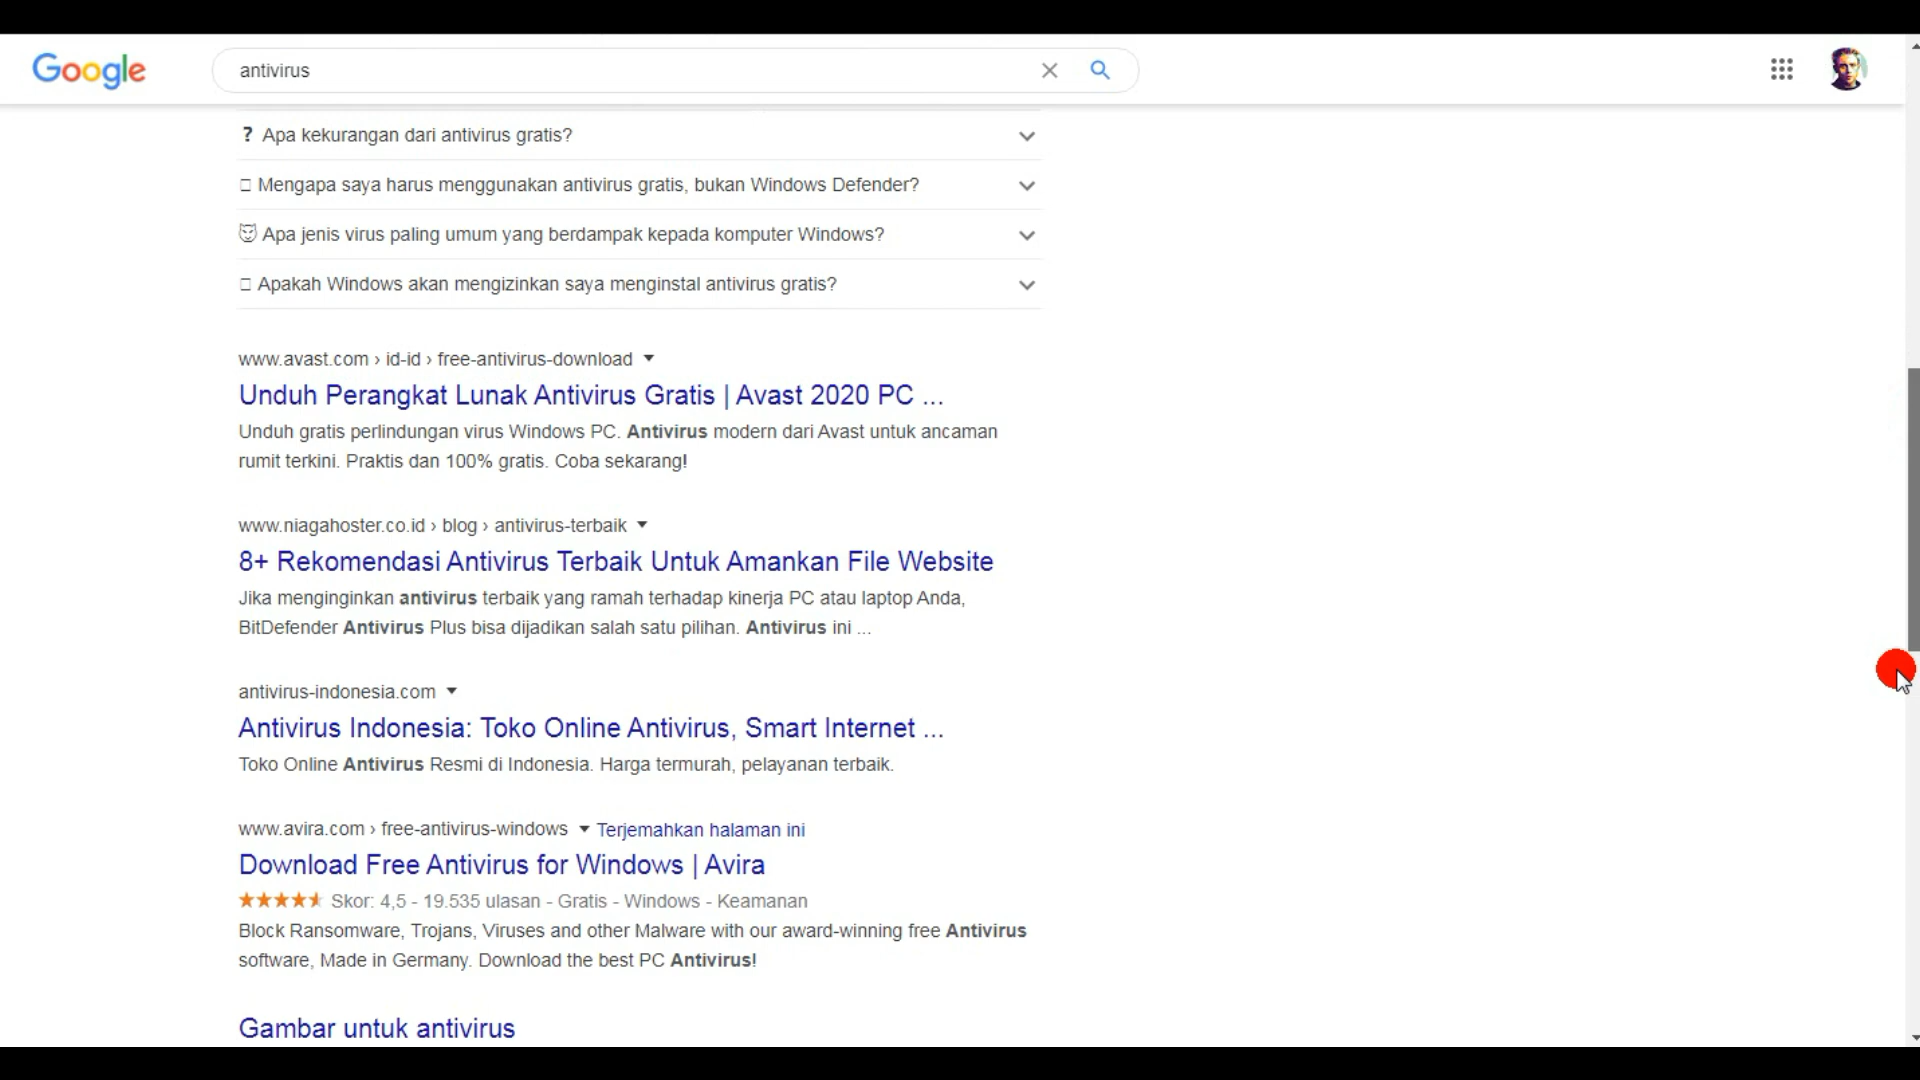 Google
antivirus
? Apa kekurangan dari antivirus gratis?
Mengapa saya harus menggunakan antivirus gratis, bukan Windows Defender?
Apa jenis virus paling umum yang berdampak kepada komputer Windows?
Apakah Windows akan mengizinkan saya menginstal antivirus gratis?
www.avast.com › id-id › free-antivirus-download
Unduh Perangkat Lunak Antivirus Gratis | Avast 2020 PC ...
Unduh gratis perlindungan virus Windows PC. Antivirus modern dari Avast untuk ancaman
rumit terkini. Praktis dan 100% gratis. Coba sekarang!
www.niagahoster.co.id › blog › antivirus-terbaik
8+ Rekomendasi Antivirus Terbaik Untuk Amankan File Website
Jika menginginkan antivirus terbaik yang ramah terhadap kinerja PC atau laptop Anda,
BitDefender Antivirus Plus bisa dijadikan salah satu pilihan. Antivirus ini ...
antivirus-indonesia.com
Antivirus Indonesia: Toko Online Antivirus, Smart Internet ...
Toko Online Antivirus Resmi di Indonesia. Harga termurah, pelayanan terbaik.
www.avira.com › free-antivirus-windows Terjemahkan halaman ini
Download Free Antivirus for Windows | Avira
Skor: 4,5 - 19.535 ulasan - Gratis - Windows - Keamanan
Block Ransomware, Trojans, Viruses and other Malware with our award-winning free Antivirus
software, Made in Germany. Download the best PC Antivirus!
Gambar untuk antivirus